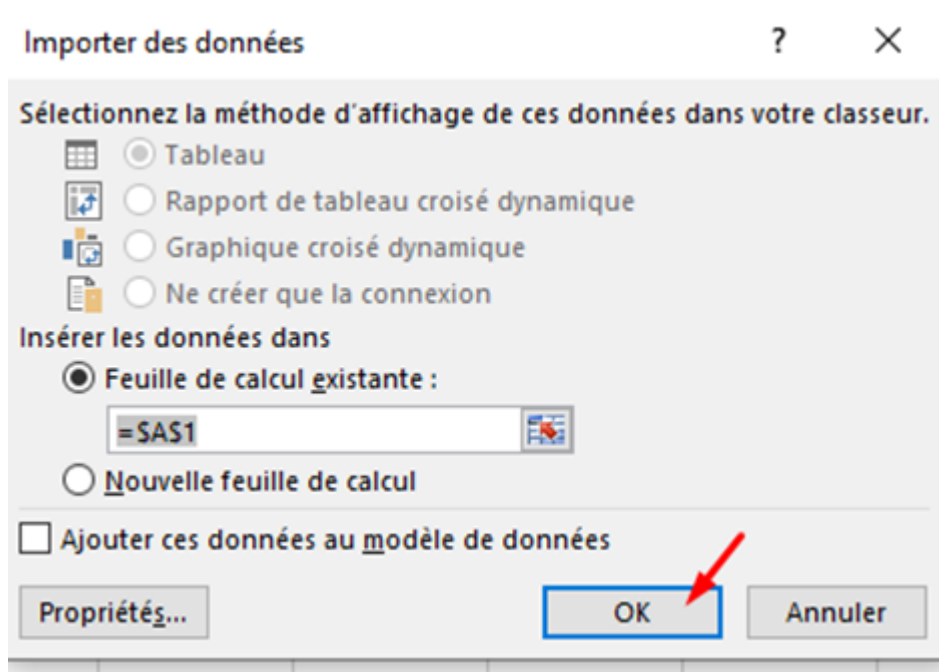 Importer des données ? ×
Sélectionnez la méthode d'affichage de ces données dans votre classeur.
Tableau
Rapport de tableau croisé dynamique
Graphique croisé dynamique
Ne créer que la connexion
Insérer les données dans
Feuille de calcul existante :
=$A$1
Nouvelle feuille de calcul
Ajouter ces données au modèle de données
Propriétés... OK Annuler